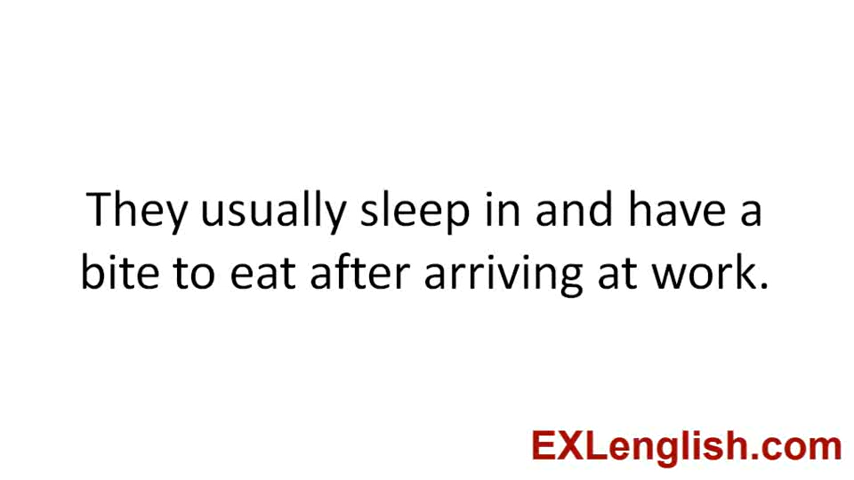 They usually sleep in and have a
bite to eat after arriving at work.
EXLenglish.com